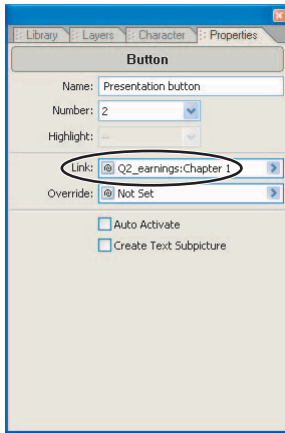 Library Layers Character Properties
Button
Name: Presentation button
Number: 2
Highlight: --
Link: Q2_earnings:Chapter 1
Override: Not Set
Auto Activate
Create Text Subpicture